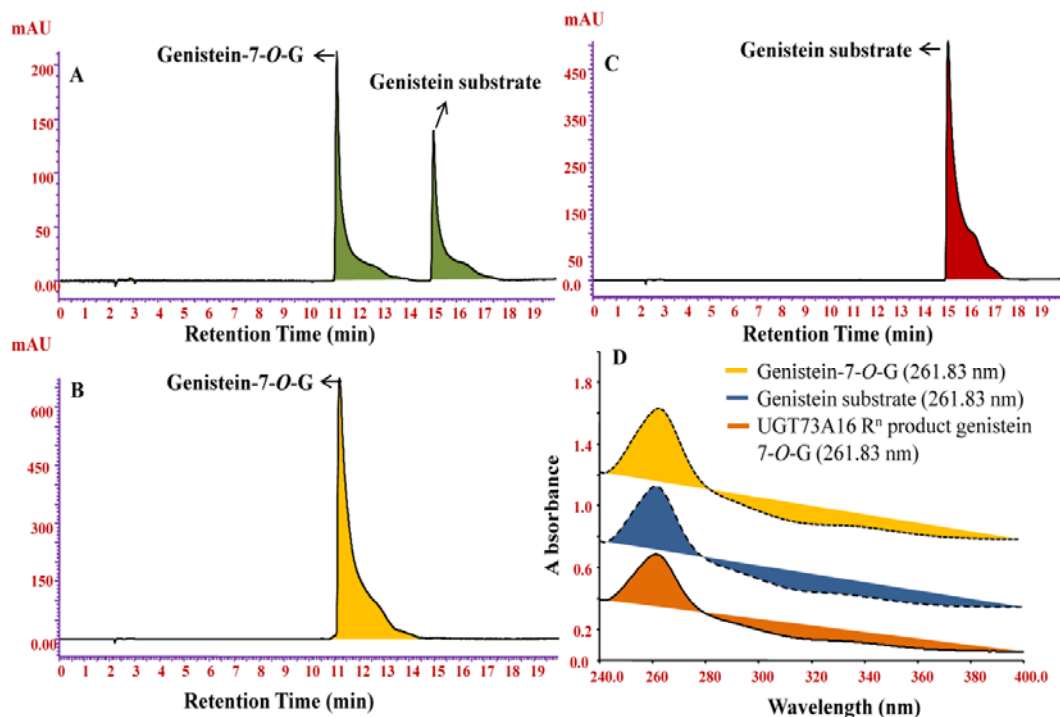 mAU
A
Genistein-7-O-G
Genistein substrate
200
150
100
50
0.00
0 1 2 3 4 5 6 7 8 9 10 11 12 13 14 15 16 17 18 19
Retention Time (min)
mAU
C
Genistein substrate
450
350
450
150
50
0.0
0 1 2 3 4 5 6 7 8 9 10 11 12 13 14 15 16 17 18 19
Retention Time (min)
mAU
B
Genistein-7-O-G
600
450
300
150
0.00
0 1 2 3 4 5 6 7 8 9 10 11 12 13 14 15 16 17 18 19
Retention Time (min)
D
Genistein-7-O-G (261.83 nm)
Genistein substrate (261.83 nm)
UGT73A16 Rⁿ product genistein
7-O-G (261.83 nm)
A bsorbance
1.8
1.4
1.0
0.6
0.2
0.0
240.0 260 280 300 320 340 360 380 400.0
Wavelength (nm)